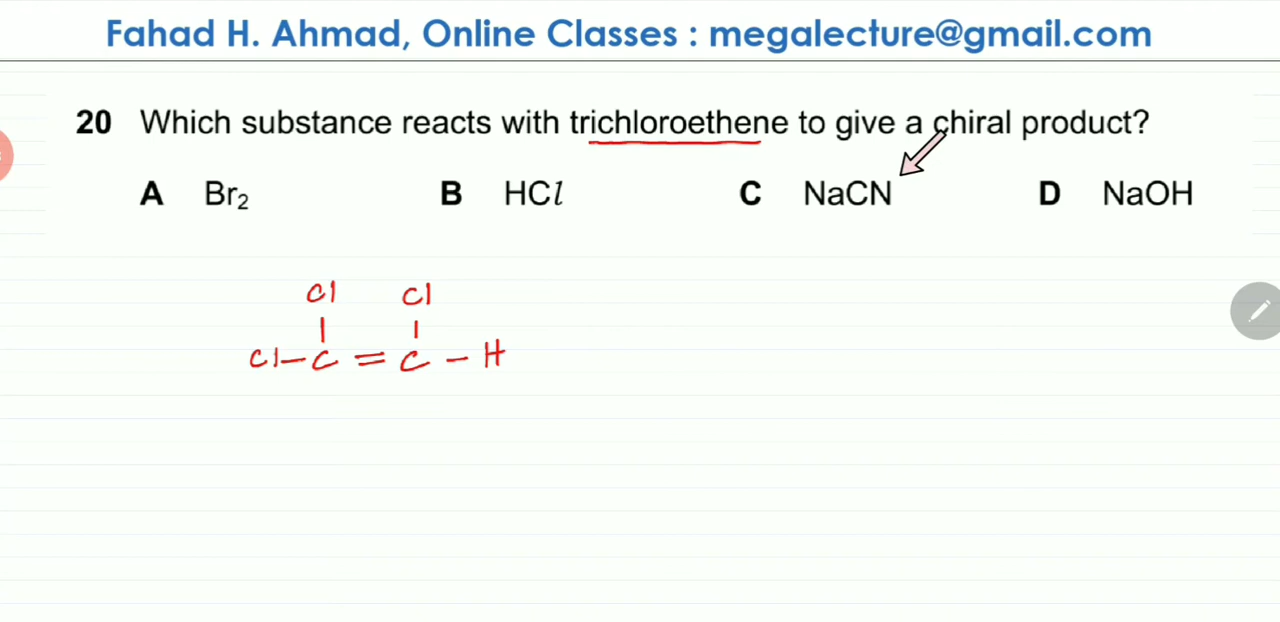 Fahad H. Ahmad, Online Classes : megalecture@gmail.com
20 Which substance reacts with trichloroethene to give a chiral product?
A Br₂ B HCl C NaCN D NaOH
Cl Cl
| |
Cl–C = C – H